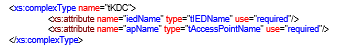 <xs:complexType name="tKDC">
<xs:attribute name="iedName" type="tIEDName" use="required"/>
<xs:attribute name="apName" type="tAccessPointName" use="required"/>
</xs:complexType>